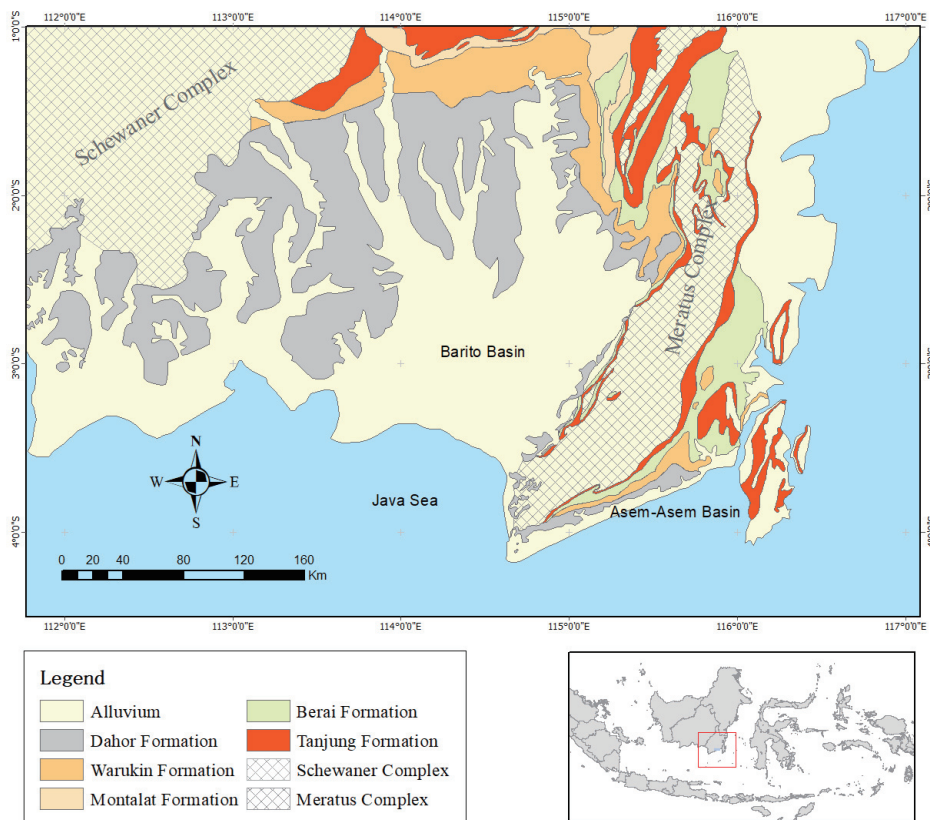 112°0'0"E 113°0'0"E 114°0'0"E 115°0'0"E 116°0'0"E 117°0'0"E
1°0'0"S
Schewaner Complex
2°0'0"S
Meratus Complex
Barito Basin
3°0'0"S
N
W E
S
Java Sea
Asem-Asem Basin
4°0'0"S
0 20 40 80 120 160
Km
112°0'0"E 113°0'0"E 114°0'0"E 115°0'0"E 116°0'0"E 117°0'0"E
Legend
Alluvium
Dahor Formation
Warukin Formation
Montalat Formation
Berai Formation
Tanjung Formation
Schewaner Complex
Meratus Complex